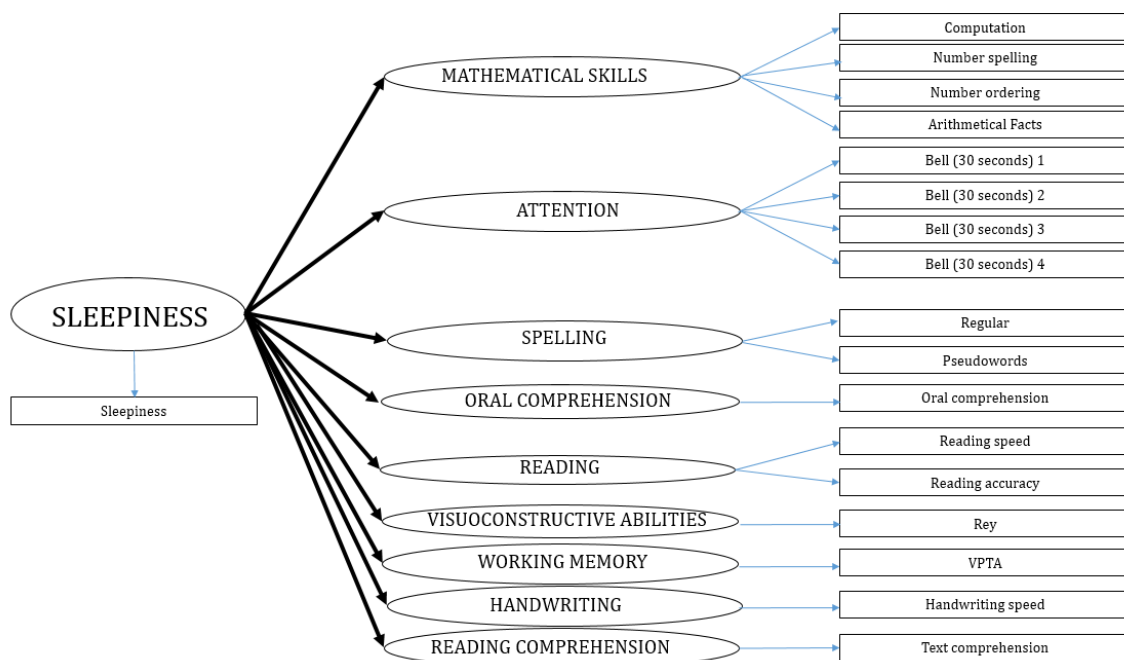 SLEEPINESS
Sleepiness
MATHEMATICAL SKILLS
Computation
Number spelling
Number ordering
Arithmetical Facts
ATTENTION
Bell (30 seconds) 1
Bell (30 seconds) 2
Bell (30 seconds) 3
Bell (30 seconds) 4
SPELLING
Regular
Pseudowords
ORAL COMPREHENSION
Oral comprehension
READING
Reading speed
Reading accuracy
VISUOCONSTRUCTIVE ABILITIES
Rey
WORKING MEMORY
VPTA
HANDWRITING
Handwriting speed
READING COMPREHENSION
Text comprehension